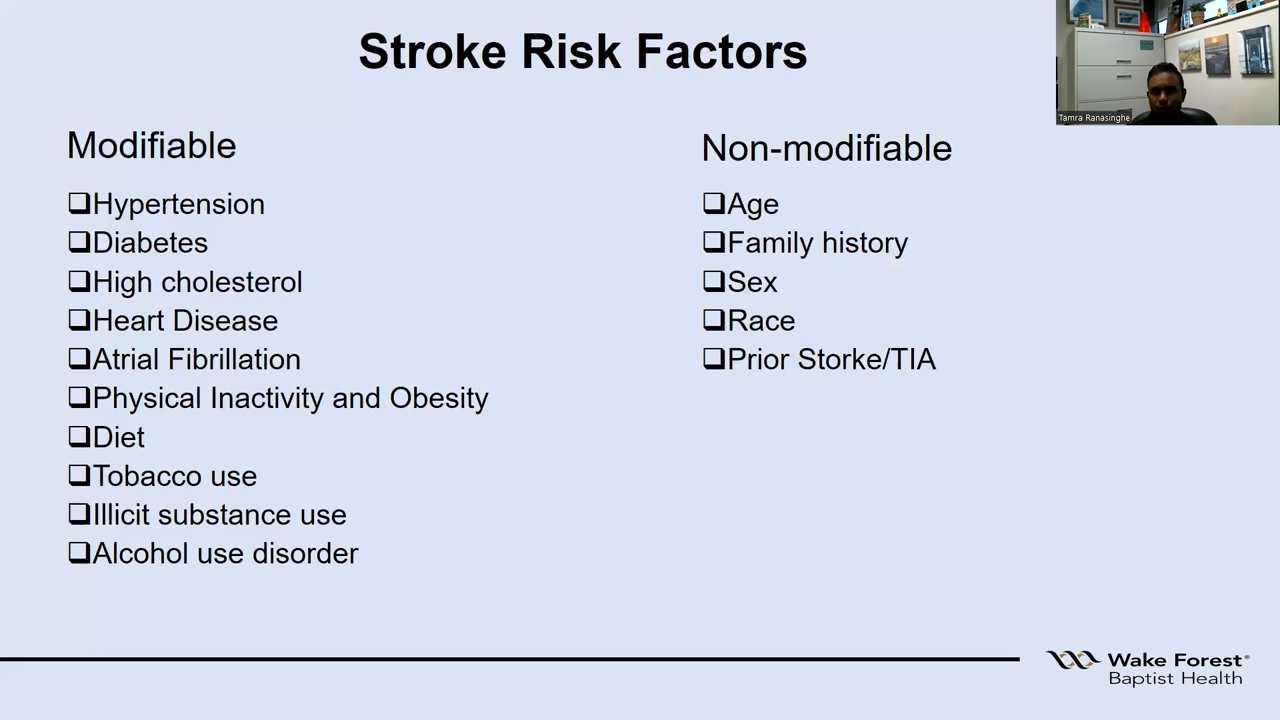 Stroke Risk Factors
Tamra Ranasinghe
Modifiable
Hypertension
Diabetes
High cholesterol
Heart Disease
Atrial Fibrillation
Physical Inactivity and Obesity
Diet
Tobacco use
Illicit substance use
Alcohol use disorder
Non-modifiable
Age
Family history
Sex
Race
Prior Storke/TIA
Wake Forest®
Baptist Health